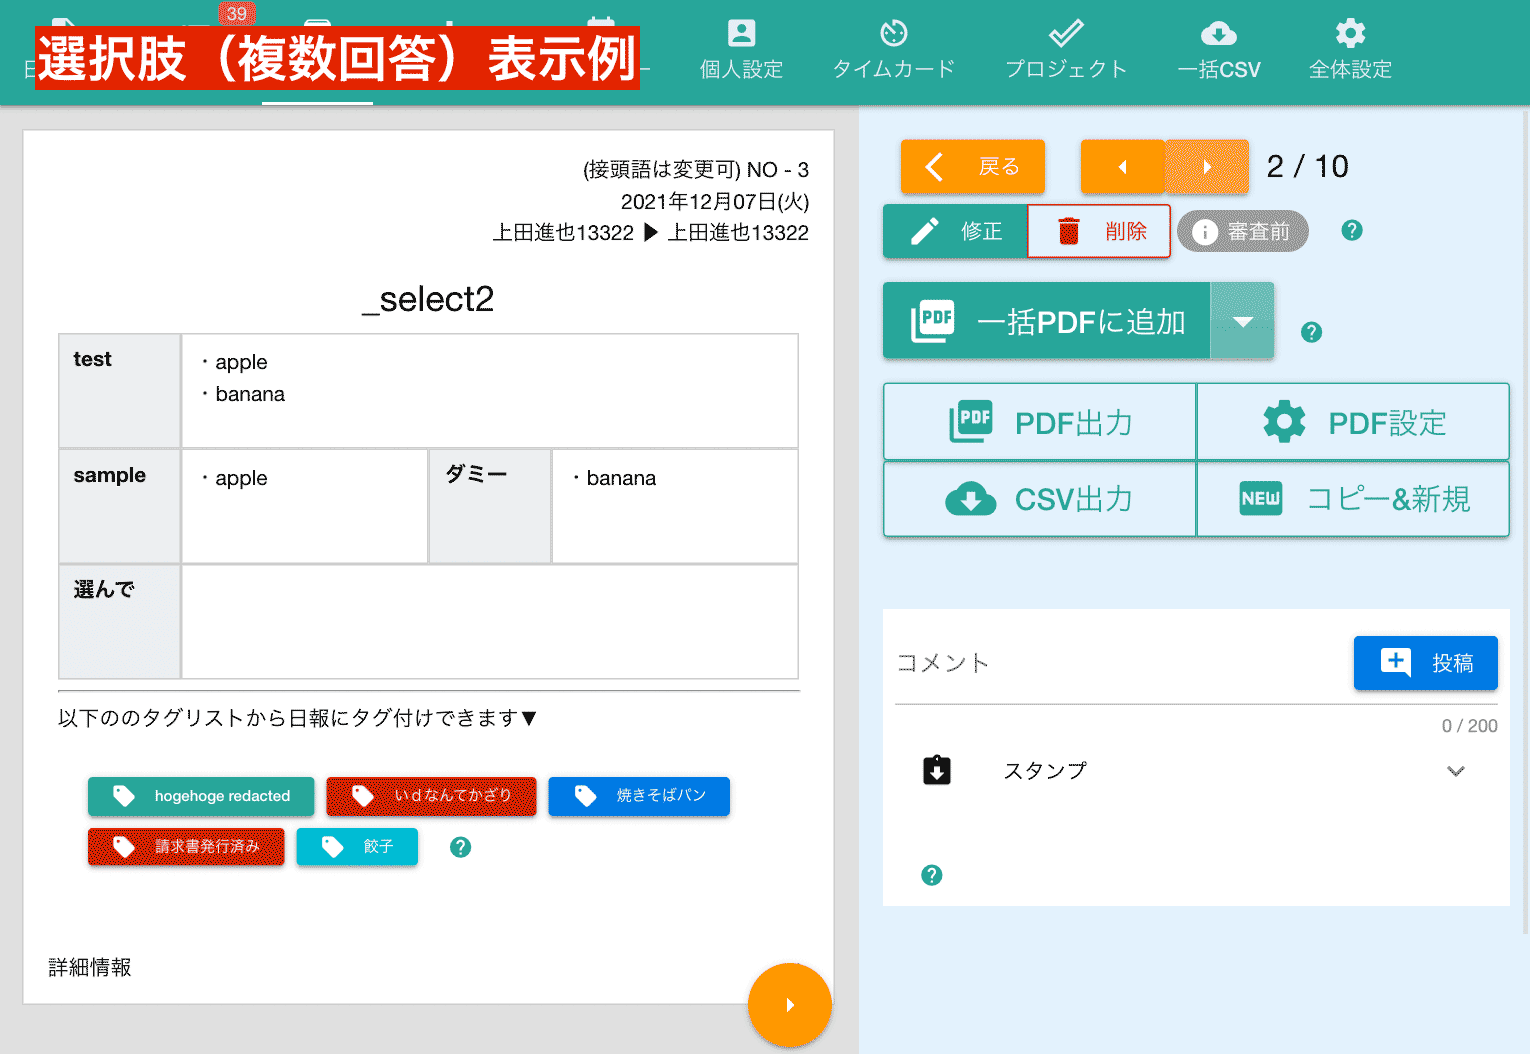 39
選択肢（複数回答）表示例
個人設定
タイムカード
プロジェクト
一括CSV
全体設定
(接頭語は変更可) NO - 3
2021年12月07日(火)
上田進也13322 ▶ 上田進也13322
_select2
test
・apple
・banana
sample
・apple
ダミー
・banana
選んで
以下ののタグリストから日報にタグ付けできます▼
hogehoge redacted
いdなんてかざり
焼きそばパン
請求書発行済み
餃子
詳細情報
戻る
2 / 10
修正
削除
審査前
PDF
一括PDFに追加
PDF
PDF出力
PDF設定
CSV出力
NEW
コピー&新規
コメント
投稿
0 / 200
スタンプ